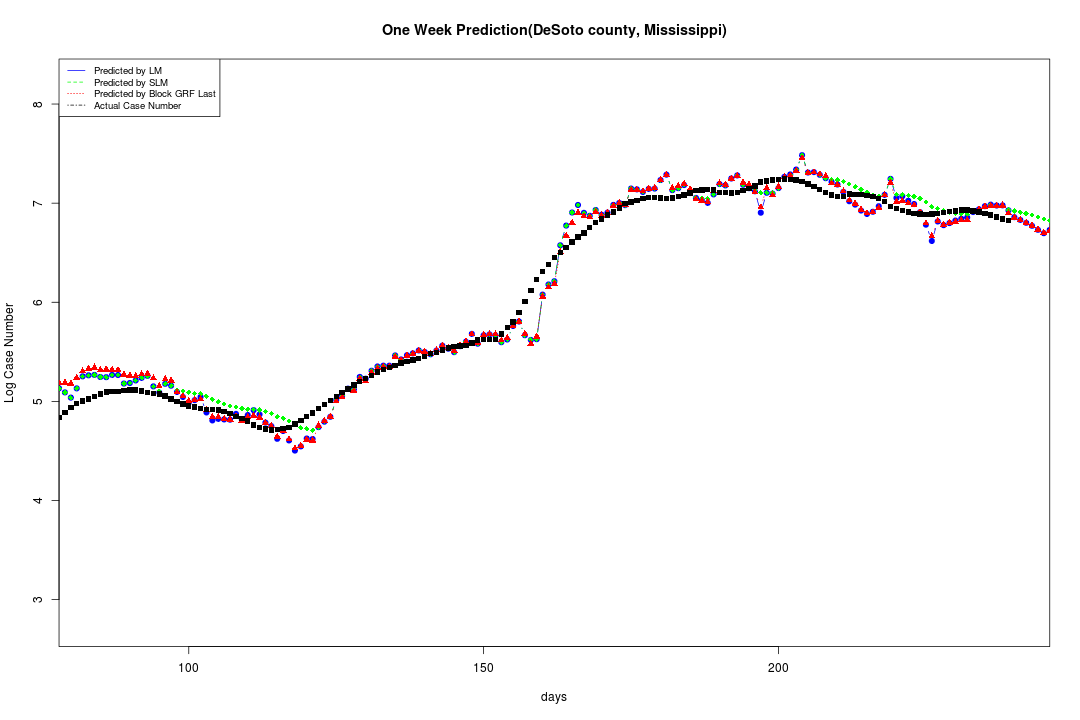 One Week Prediction(DeSoto county, Mississippi)
Predicted by LM
Predicted by SLM
Predicted by Block GRF Last
Actual Case Number
8
7
6
5
4
3
Log Case Number
100 150 200
days